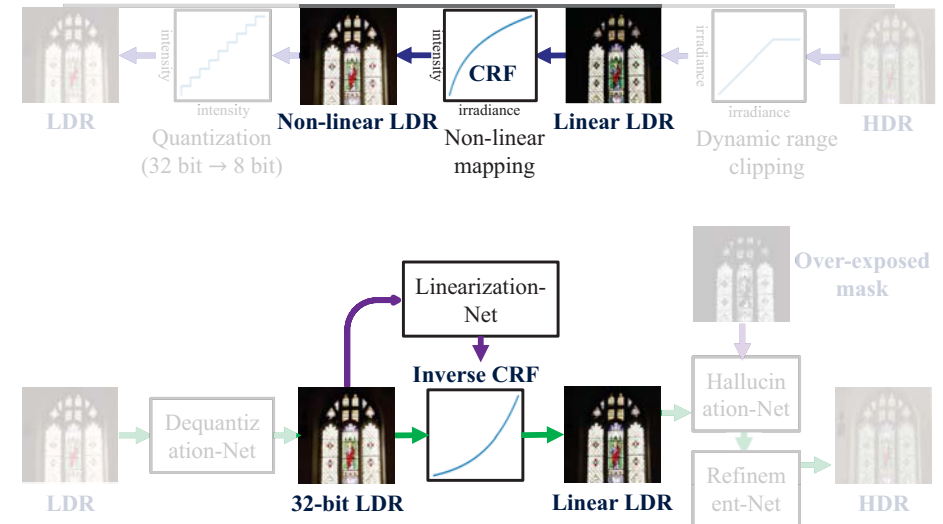 intensity
intensity
CRF
irradiance
LDR
intensity
Non-linear LDR
irradiance
Linear LDR
irradiance
HDR
Quantization
(32 bit → 8 bit)
Non-linear
mapping
Dynamic range
clipping
Over-exposed
mask
Linearization-
Net
Inverse CRF
Dequantiz
ation-Net
Hallucin
ation-Net
Refinem
ent-Net
LDR
32-bit LDR
Linear LDR
HDR